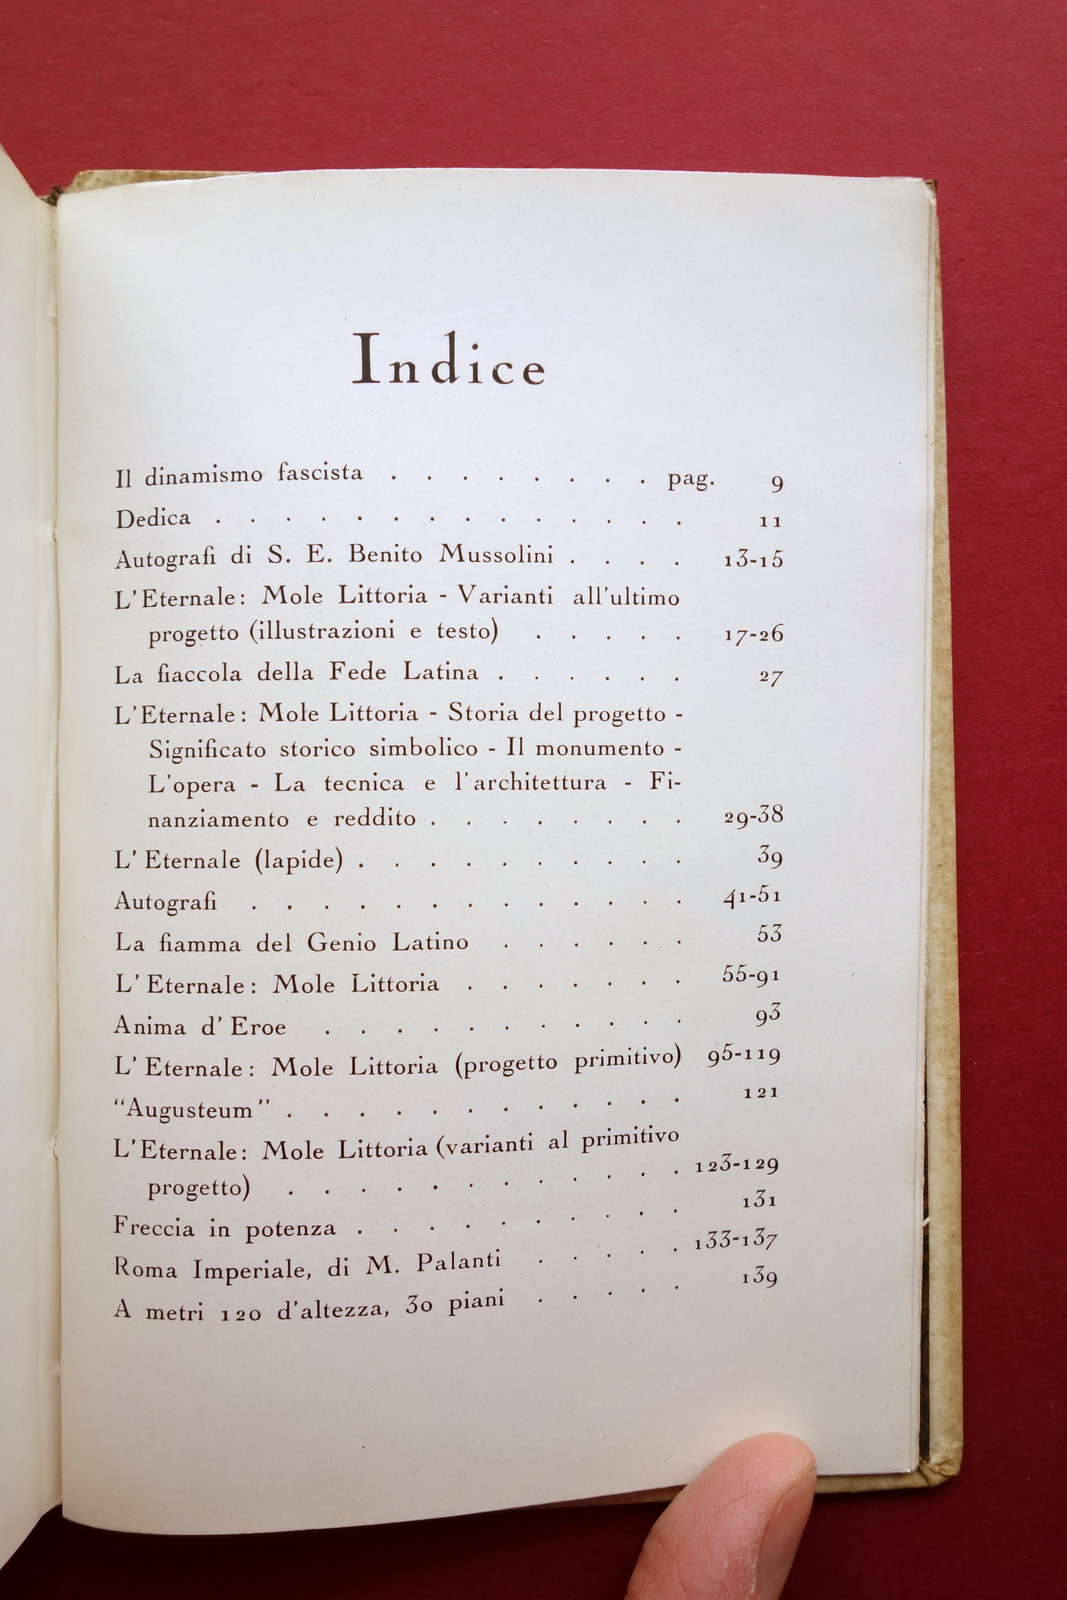 Indice
Il dinamismo fascista . . . . . . . . pag. 9
Dedica . . . . . . . . . . . . . . 11
Autografi di S. E. Benito Mussolini . . . . 13-15
L'Eternale: Mole Littoria - Varianti all'ultimo
progetto (illustrazioni e testo) . . . . . 17-26
La fiaccola della Fede Latina . . . . . . 27
L'Eternale: Mole Littoria - Storia del progetto -
Significato storico simbolico - Il monumento -
L'opera - La tecnica e l'architettura - Fi-
nanziamento e reddito . . . . . . . . 29-38
L'Eternale (lapide) . . . . . . . . . . 39
Autografi . . . . . . . . . . . . . 41-51
La fiamma del Genio Latino . . . . . . 53
L'Eternale: Mole Littoria . . . . . . . 55-91
Anima d'Eroe . . . . . . . . . . . 93
L'Eternale: Mole Littoria (progetto primitivo) 95-119
"Augusteum" . . . . . . . . . . . . 121
L'Eternale: Mole Littoria (varianti al primitivo
progetto) . . . . . . . . . . . . 123-129
Freccia in potenza . . . . . . . . . . 131
Roma Imperiale, di M. Palanti . . . . . 133-137
A metri 120 d'altezza, 30 piani . . . . . 139